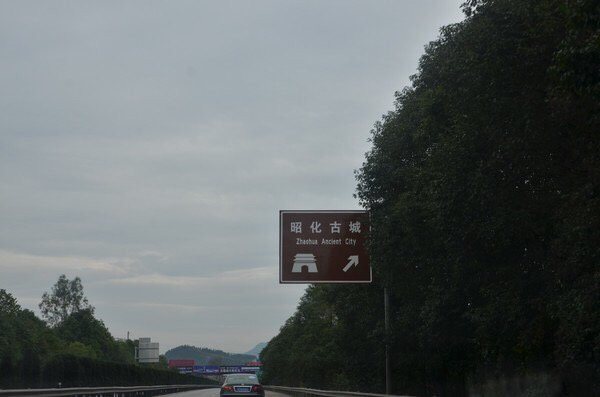 昭化古城
Zhaohua Ancient City